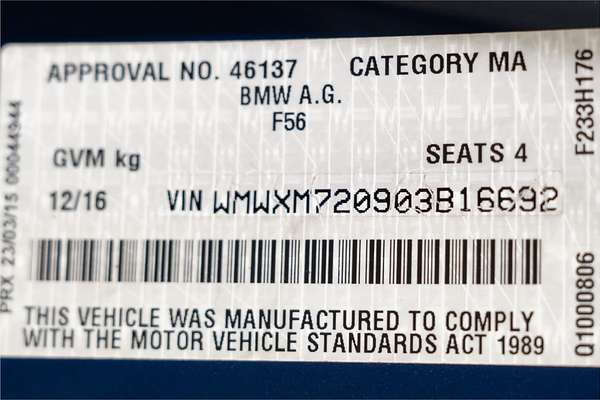 APPROVAL NO. 46137 CATEGORY MA
BMW A.G.
F56
GVM kg SEATS 4
12/16 VIN WMWXM720903B16692
THIS VEHICLE WAS MANUFACTURED TO COMPLY
WITH THE MOTOR VEHICLE STANDARDS ACT 1989
PRX 23/03/15 00044944
F233H176
Q1000806